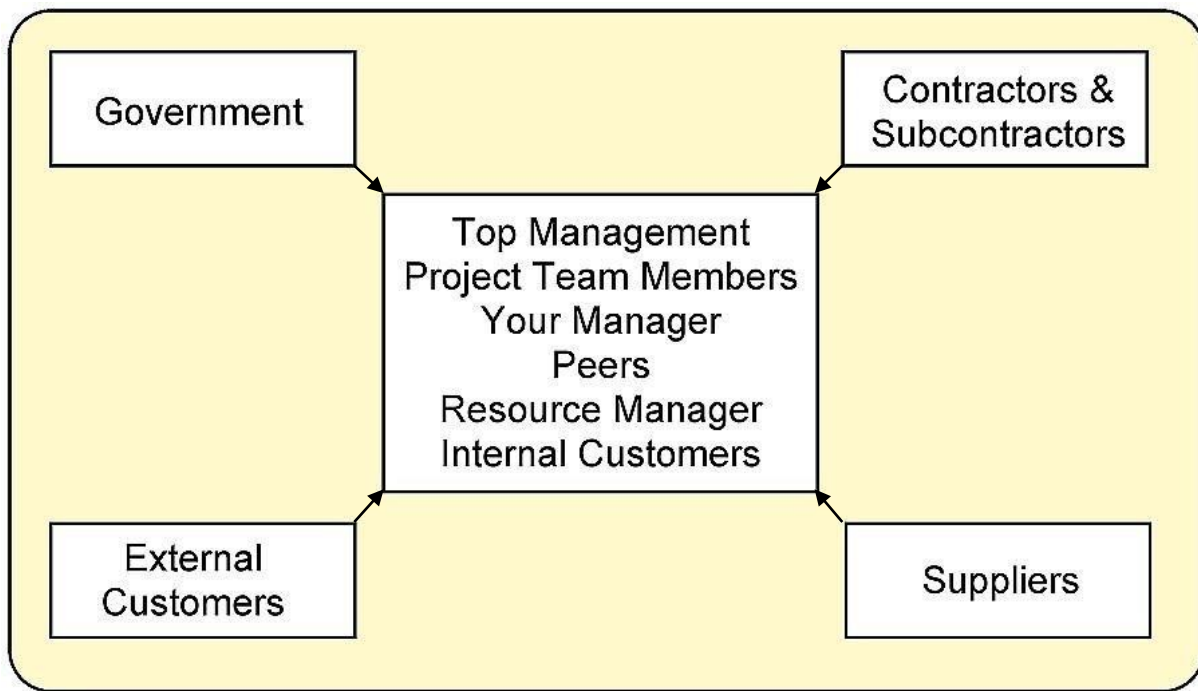 Government
Contractors &
Subcontractors
Top Management
Project Team Members
Your Manager
Peers
Resource Manager
Internal Customers
External
Customers
Suppliers